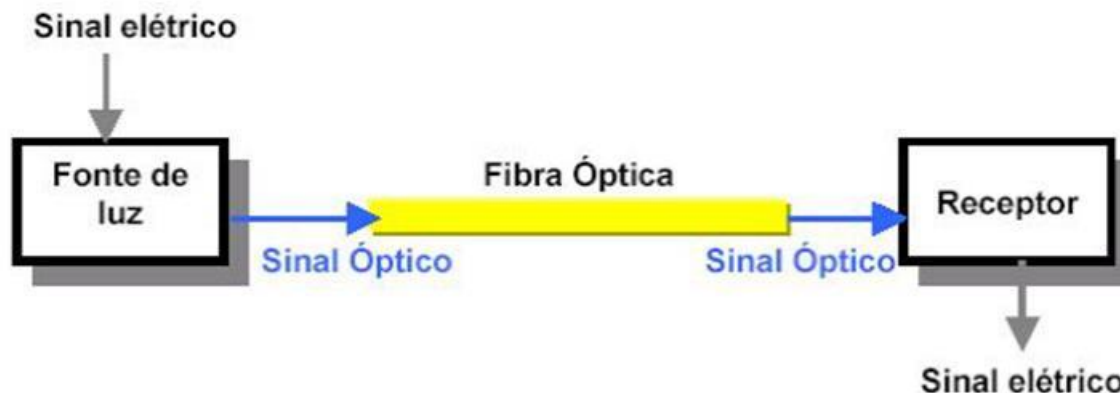 Sinal elétrico
Fonte de
luz
Fibra Óptica
Receptor
Sinal Óptico
Sinal Óptico
Sinal elétrico